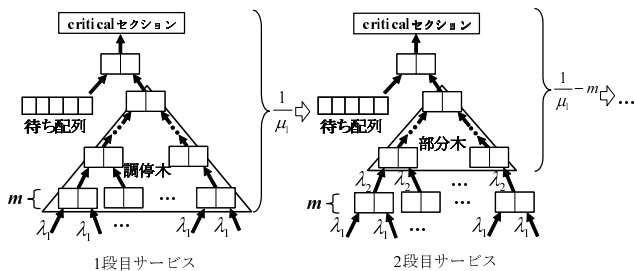 criticalセクション
criticalセクション
待ち配列
調停木
m
λ1 λ1 ... λ1 λ1
1/μ1
1段目サービス
待ち配列
部分木
λ2 λ2 ... λ2
m
...
λ1 λ1 ... λ1
1/μ1 − m
...
2段目サービス